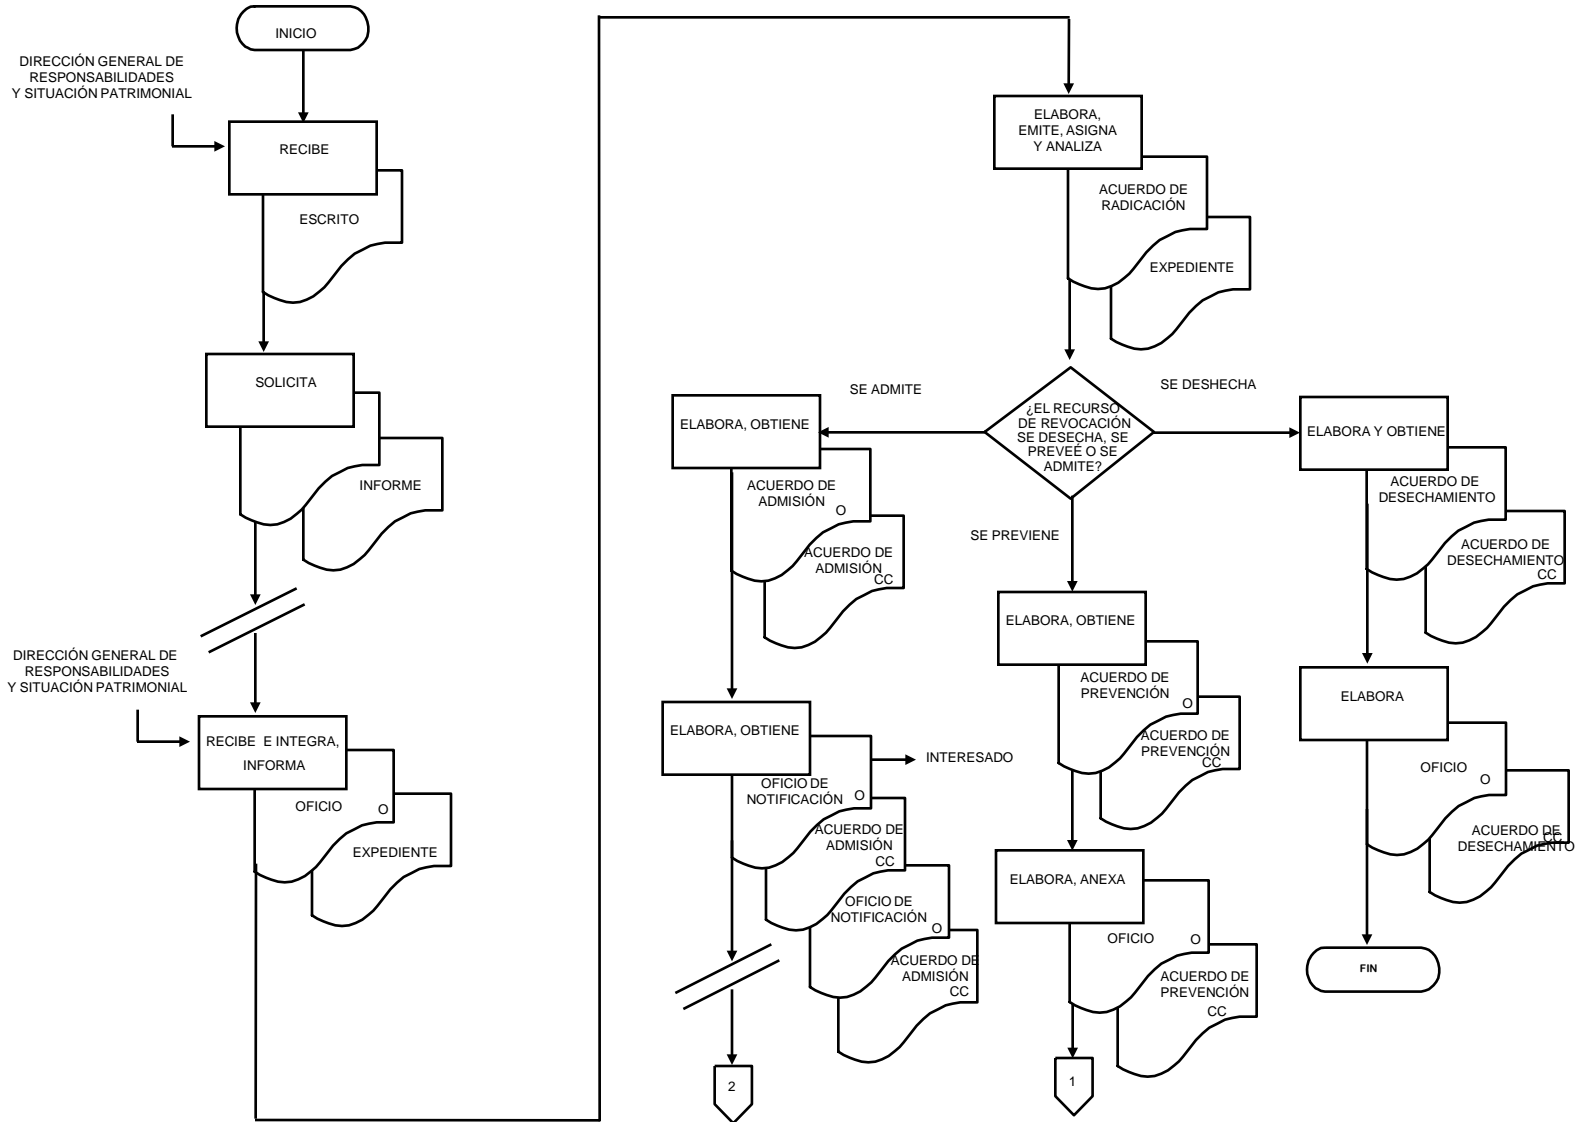 INICIO
DIRECCIÓN GENERAL DE
RESPONSABILIDADES
Y SITUACIÓN PATRIMONIAL
RECIBE
ESCRITO
SOLICITA
INFORME
DIRECCIÓN GENERAL DE
RESPONSABILIDADES
Y SITUACIÓN PATRIMONIAL
RECIBE E INTEGRA,
INFORMA
OFICIO
O
EXPEDIENTE
ELABORA,
EMITE, ASIGNA
Y ANALIZA
ACUERDO DE
RADICACIÓN
EXPEDIENTE
¿EL RECURSO
DE REVOCACIÓN
SE DESECHA, SE
PREVEÉ O SE
ADMITE?
SE ADMITE
ELABORA, OBTIENE
ACUERDO DE
ADMISIÓN
O
ACUERDO DE
ADMISIÓN
CC
ELABORA, OBTIENE
INTERESADO
OFICIO DE
NOTIFICACIÓN
O
ACUERDO DE
ADMISIÓN
CC
OFICIO DE
NOTIFICACIÓN
O
ACUERDO DE
ADMISIÓN
CC
2
SE PREVIENE
ELABORA, OBTIENE
ACUERDO DE
PREVENCIÓN
O
ACUERDO DE
PREVENCIÓN
CC
ELABORA, ANEXA
OFICIO
O
ACUERDO DE
PREVENCIÓN
CC
1
SE DESHECHA
ELABORA Y OBTIENE
ACUERDO DE
DESECHAMIENTO
ACUERDO DE
DESECHAMIENTO
CC
ELABORA
OFICIO
O
ACUERDO DE
CC
DESECHAMIENTO
FIN